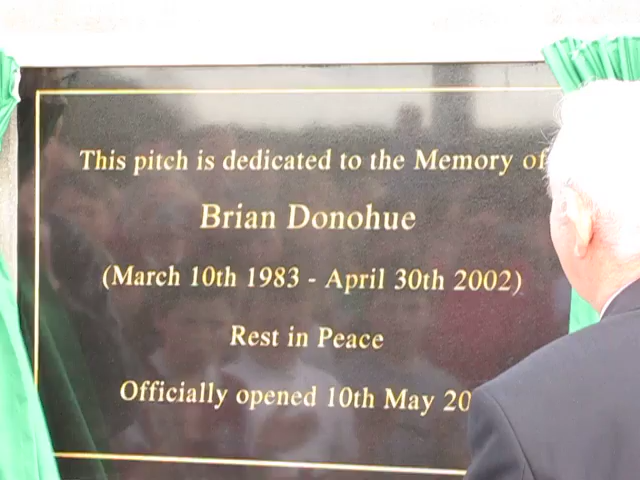 This pitch is dedicated to the Memory of
Brian Donohue
(March 10th 1983 - April 30th 2002)
Rest in Peace
Officially opened 10th May 20